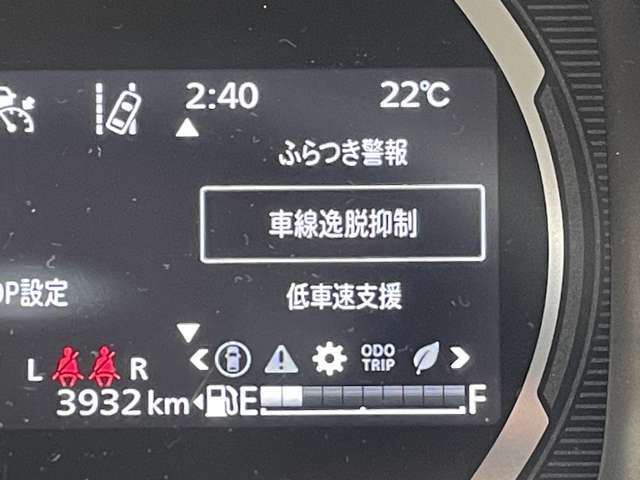 2:40 22℃
ふらつき警報
車線逸脱抑制
OP設定
低車速支援
ODO
TRIP
L R
3932 km E F